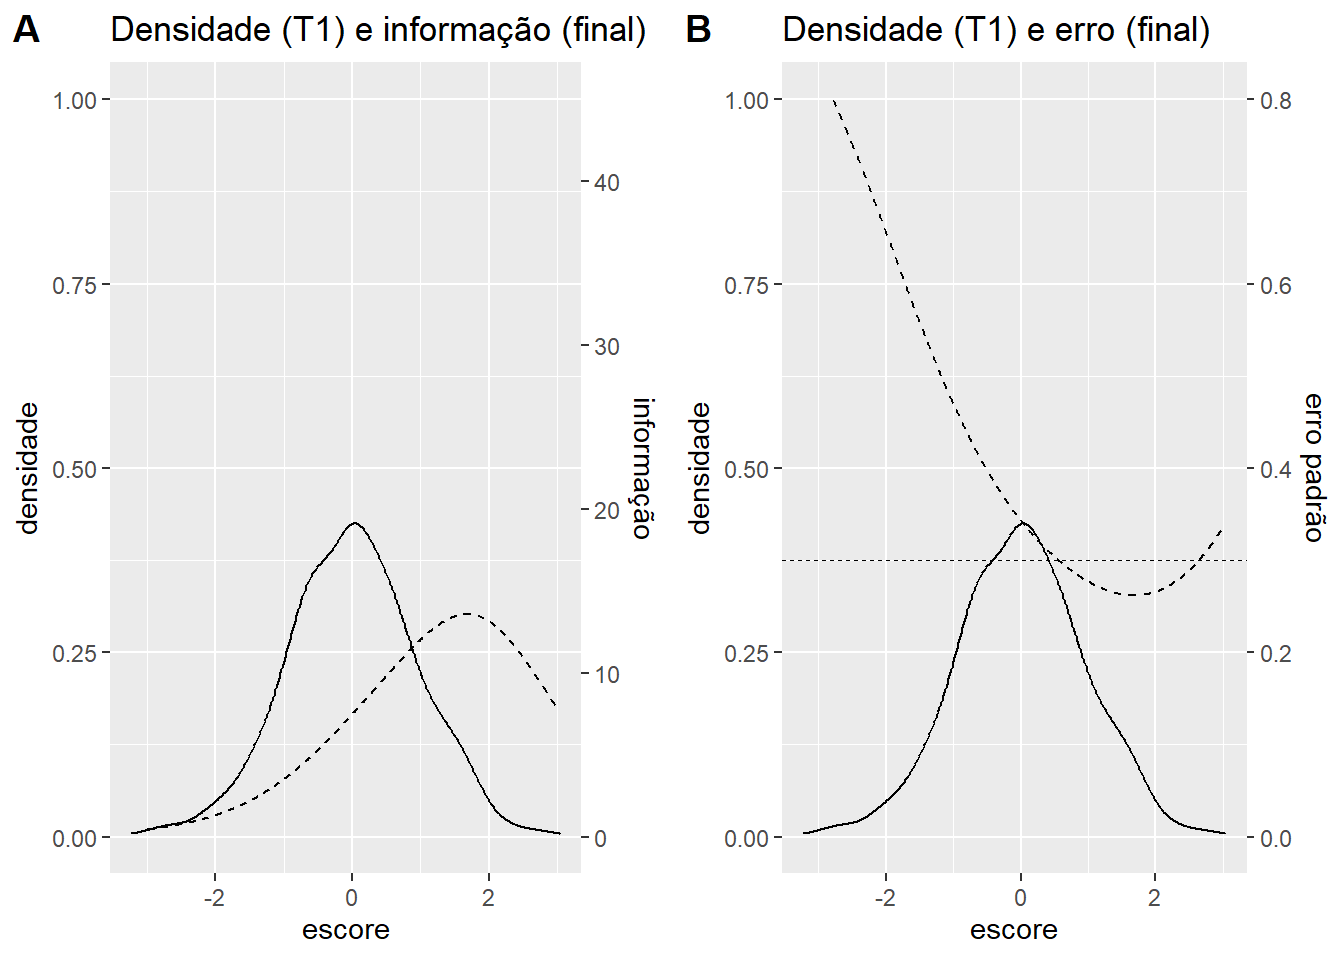 A
Densidade (T1) e informação (final)
1.00
0.75
0.50
0.25
0.00
densidade
40
30
20
10
0
informação
-2
0
2
escore
B
Densidade (T1) e erro (final)
1.00
0.75
0.50
0.25
0.00
densidade
0.8
0.6
0.4
0.2
0.0
erro padrão
-2
0
2
escore